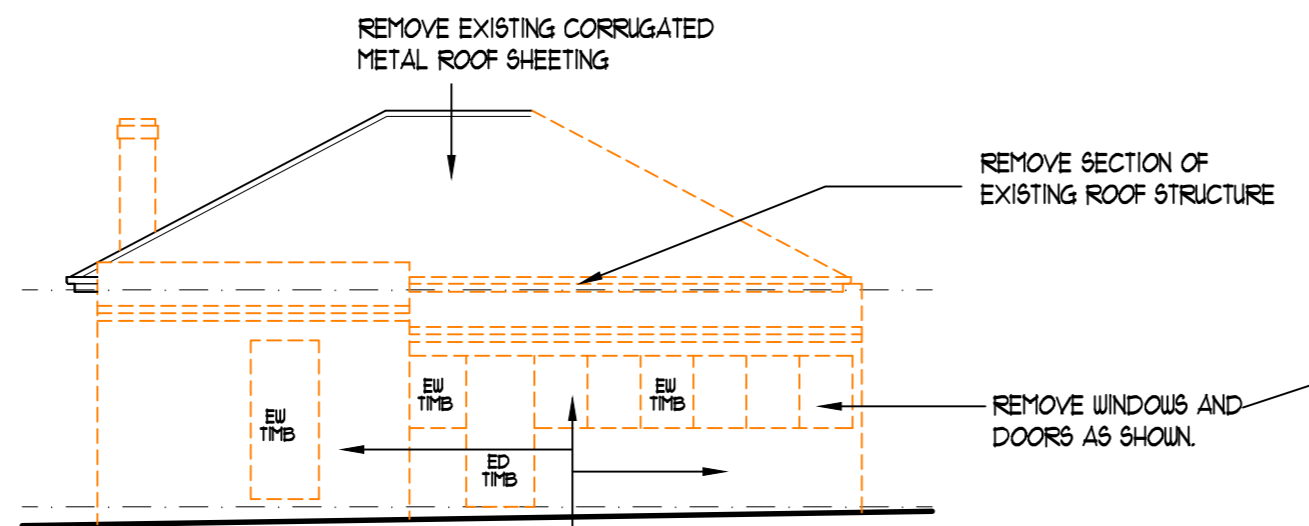 REMOVE EXISTING CORRUGATED
METAL ROOF SHEETING
REMOVE SECTION OF
EXISTING ROOF STRUCTURE
EW
TIMB
EW
TIMB
EW
TIMB
ED
TIMB
REMOVE WINDOWS AND
DOORS AS SHOWN.